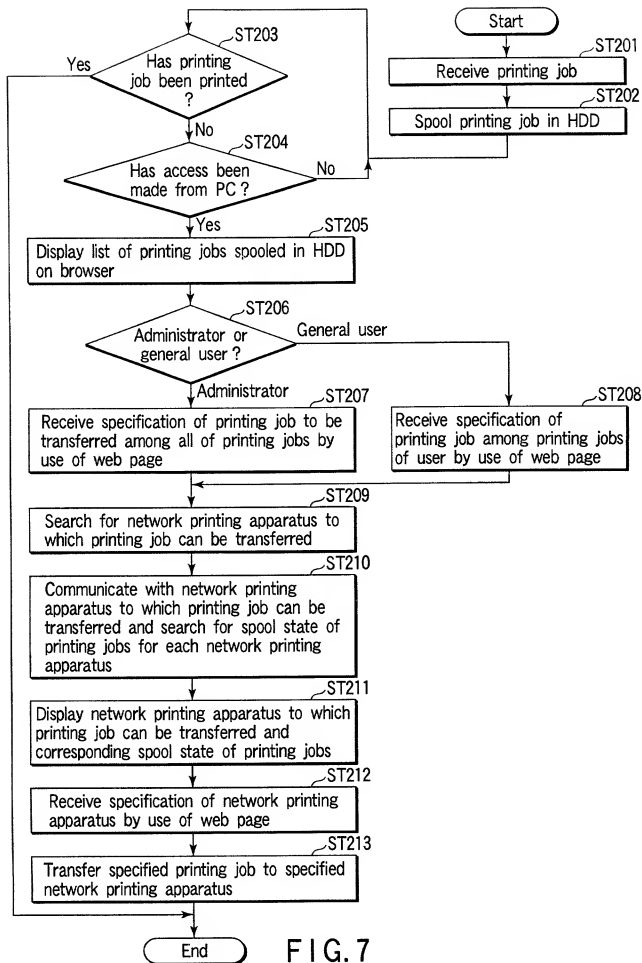 Start
ST201
Receive printing job
ST202
Spool printing job in HDD
ST203
Has printing
job been printed
?
Yes
No
ST204
Has access been
made from PC?
No
Yes
ST205
Display list of printing jobs spooled in HDD
on browser
ST206
Administrator or
general user?
General user
Administrator
ST207
Receive specification of printing job to be
transferred among all of printing jobs by
use of web page
ST208
Receive specification of
printing job among printing jobs
of user by use of web page
ST209
Search for network printing apparatus to
which printing job can be transferred
ST210
Communicate with network printing
apparatus to which printing job can be
transferred and search for spool state of
printing jobs for each network printing
apparatus
ST211
Display network printing apparatus to which
printing job can be transferred and
corresponding spool state of printing jobs
ST212
Receive specification of network printing
apparatus by use of web page
ST213
Transfer specified printing job to specified
network printing apparatus
End
FIG.7